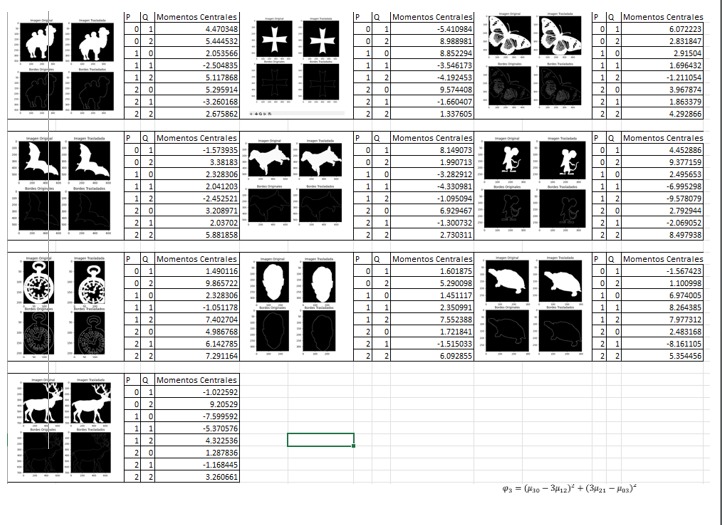 P Q Momentos Centrales
0 1 4.470348
0 2 5.444532
1 0 2.053566
1 1 -2.504835
1 2 5.117868
2 0 5.295914
2 1 -3.260168
2 2 2.675862
P Q Momentos Centrales
0 1 -5.410984
0 2 8.988981
1 0 8.852294
1 1 -3.546173
1 2 -4.192453
2 0 9.574408
2 1 -1.660407
2 2 1.337605
P Q Momentos Centrales
0 1 6.072223
0 2 2.831847
1 0 2.91504
1 1 1.696432
1 2 -1.211054
2 0 3.967874
2 1 1.863379
2 2 4.292866
P Q Momentos Centrales
0 1 -1.573935
0 2 3.38183
1 0 2.328306
1 1 2.041203
1 2 -2.452521
2 0 3.208971
2 1 2.03702
2 2 5.881858
P Q Momentos Centrales
0 1 8.149073
0 2 1.990713
1 0 -3.282912
1 1 -4.330981
1 2 -1.095094
2 0 6.929467
2 1 -1.300732
2 2 2.730311
P Q Momentos Centrales
0 1 4.452886
0 2 9.377159
1 0 2.495653
1 1 -6.995298
1 2 -9.578079
2 0 2.792944
2 1 -2.069052
2 2 8.497938
P Q Momentos Centrales
0 1 1.490116
0 2 9.865722
1 0 2.328306
1 1 -1.051178
1 2 7.402704
2 0 4.986768
2 1 6.142785
2 2 7.291164
P Q Momentos Centrales
0 1 1.601875
0 2 5.290098
1 0 1.451117
1 1 2.350991
1 2 7.552388
2 0 1.721841
2 1 -1.515033
2 2 6.092855
P Q Momentos Centrales
0 1 -1.567423
0 2 1.100998
1 0 6.974005
1 1 8.264385
1 2 7.977312
2 0 2.483168
2 1 -8.161105
2 2 5.354456
P Q Momentos Centrales
0 1 -1.022592
0 2 9.20529
1 0 -7.599592
1 1 -5.370576
1 2 4.322536
2 0 1.287836
2 1 -1.168445
2 2 3.260661
φ₃ = (μ₃₀ − 3μ₁₂)² + (3μ₂₁ − μ₀₃)²